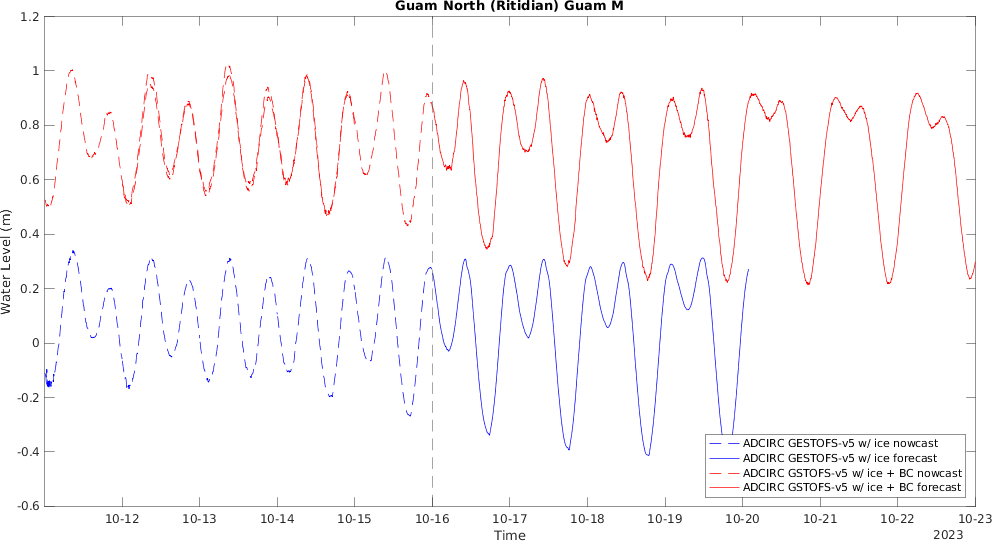 Guam North (Ritidian) Guam M
1.2
1
0.8
0.6
0.4
0.2
0
-0.2
-0.4
-0.6
Water Level (m)
10-12 10-13 10-14 10-15 10-16 10-17 10-18 10-19 10-20 10-21 10-22 10-23
Time
2023
ADCIRC GESTOFS-v5 w/ ice nowcast
ADCIRC GESTOFS-v5 w/ ice forecast
ADCIRC GSTOFS-v5 w/ ice + BC nowcast
ADCIRC GSTOFS-v5 w/ ice + BC forecast